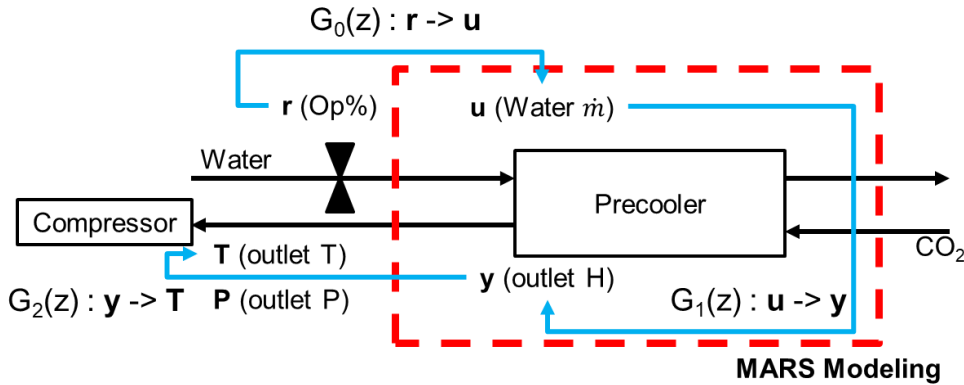 G₀(z) : r -> u
r (Op%)
u (Water ṁ)
Water
Compressor
Precooler
CO₂
T (outlet T)
y (outlet H)
G₂(z) : y -> T
P (outlet P)
G₁(z) : u -> y
MARS Modeling